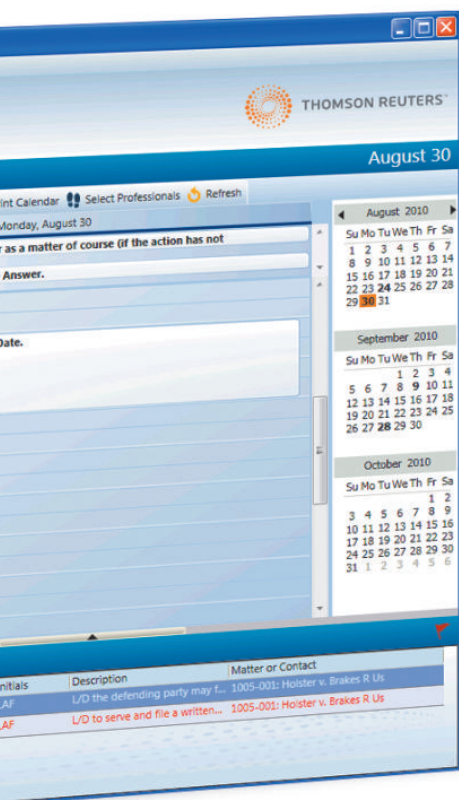 THOMSON REUTERS
August 30
int Calendar Select Professionals Refresh
Monday, August 30
r as a matter of course (if the action has not
Answer.
Date.
August 2010
Su Mo Tu We Th Fr Sa
1 2 3 4 5 6 7
8 9 10 11 12 13 14
15 16 17 18 19 20 21
22 23 24 25 26 27 28
29 30 31
September 2010
Su Mo Tu We Th Fr Sa
1 2 3 4
5 6 7 8 9 10 11
12 13 14 15 16 17 18
19 20 21 22 23 24 25
26 27 28 29 30
October 2010
Su Mo Tu We Th Fr Sa
1 2
3 4 5 6 7 8 9
10 11 12 13 14 15 16
17 18 19 20 21 22 23
24 25 26 27 28 29 30
31 1 2 3 4 5 6
nitials Description Matter or Contact
LAF L/D the defending party may f... 1005-001: Holster v. Brakes R Us
LAF L/D to serve and file a written... 1005-001: Holster v. Brakes R Us